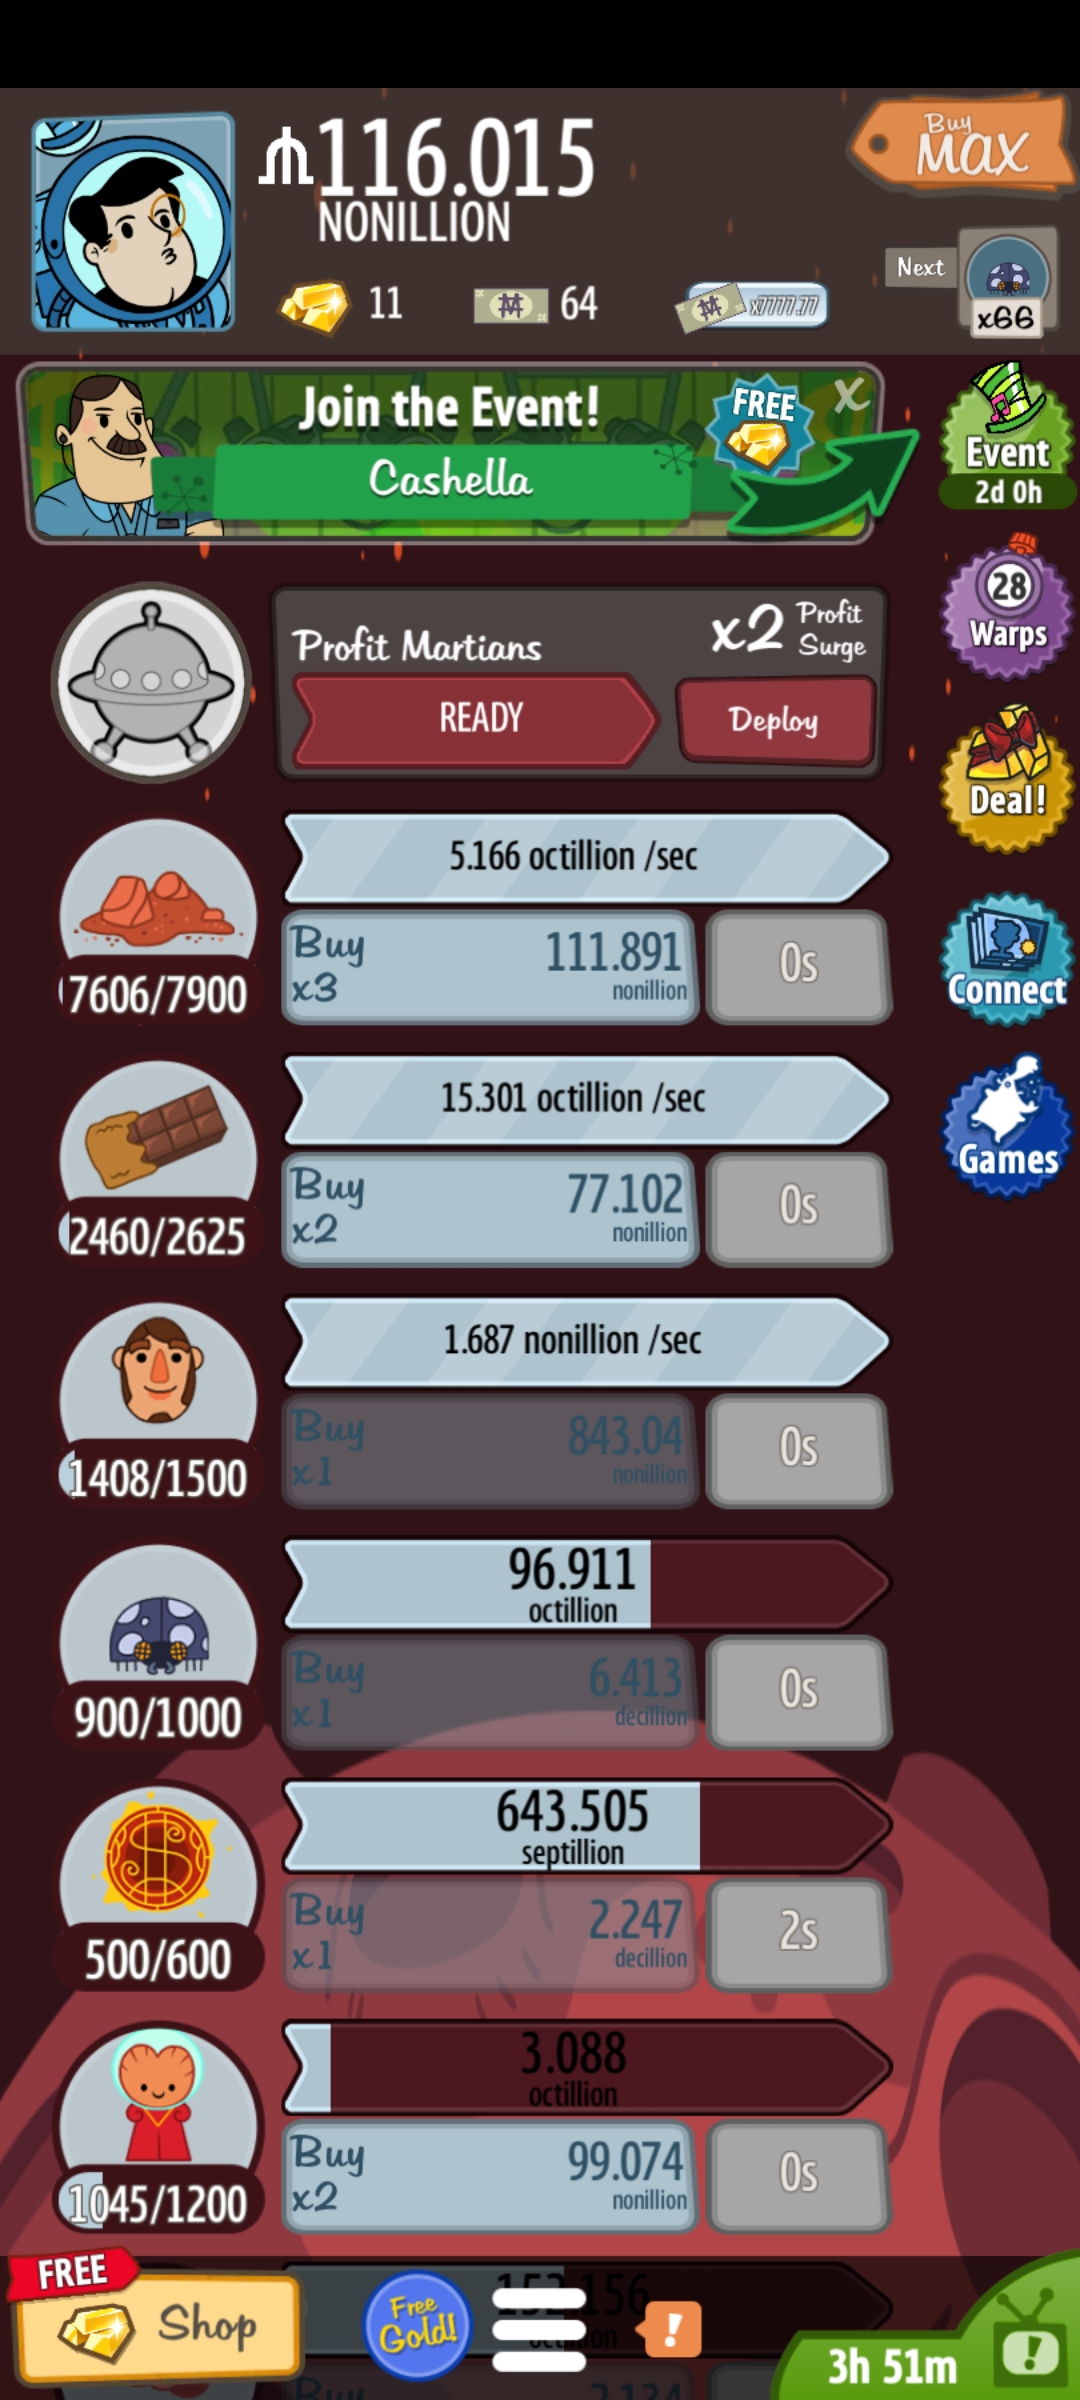 116.015
NONILLION
Buy
MAX
11
64
x7777.77
Next
x66
Join the Event!
Cashella
FREE
X
Event
2d 0h
28
Warps
Profit Martians
x2 Profit
Surge
READY
Deploy
Deal!
5.166 octillion /sec
7606/7900
Buy
x3
111.891
nonillion
0s
Connect
15.301 octillion /sec
2460/2625
Buy
x2
77.102
nonillion
0s
Games
1.687 nonillion /sec
1408/1500
Buy
x1
843.04
nonillion
0s
96.911
octillion
900/1000
Buy
x1
6.413
decillion
0s
643.505
septillion
500/600
Buy
x1
2.247
decillion
2s
3.088
octillion
1045/1200
Buy
x2
99.074
nonillion
0s
FREE
Shop
Free
Gold!
!
3h 51m
!